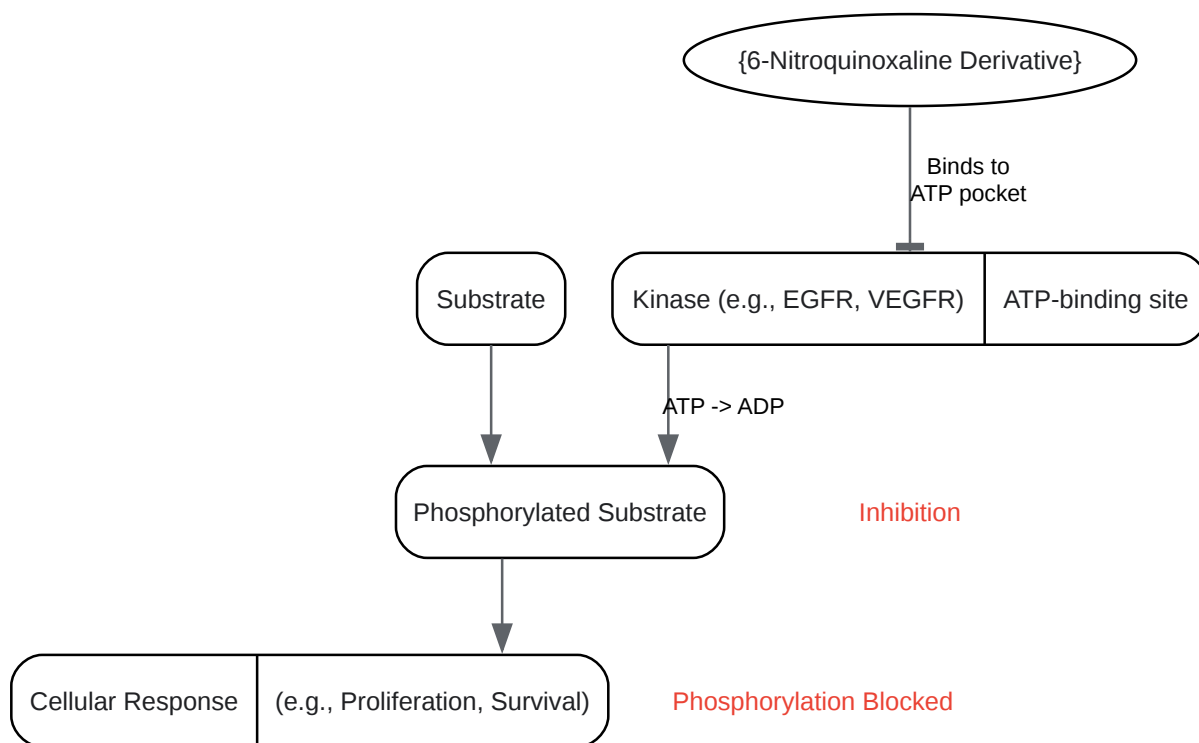 {6-Nitroquinoxaline Derivative}
Binds to
ATP pocket
Substrate
Kinase (e.g., EGFR, VEGFR)
ATP-binding site
ATP -> ADP
Phosphorylated Substrate
Inhibition
Cellular Response
(e.g., Proliferation, Survival)
Phosphorylation Blocked